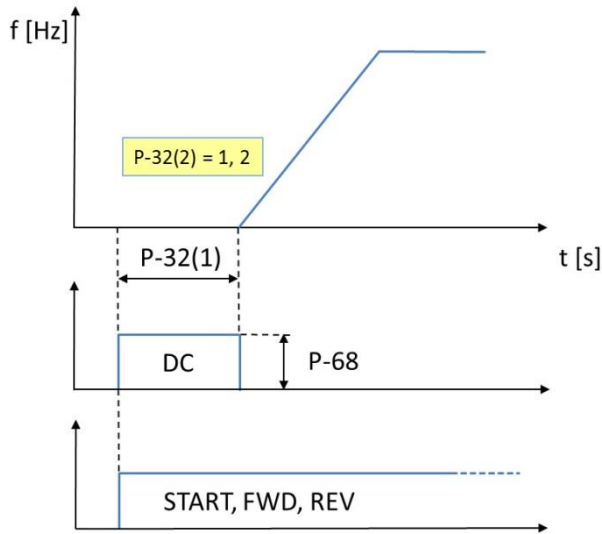 f [Hz]
P-32(2) = 1, 2
P-32(1)
t [s]
DC
P-68
START, FWD, REV